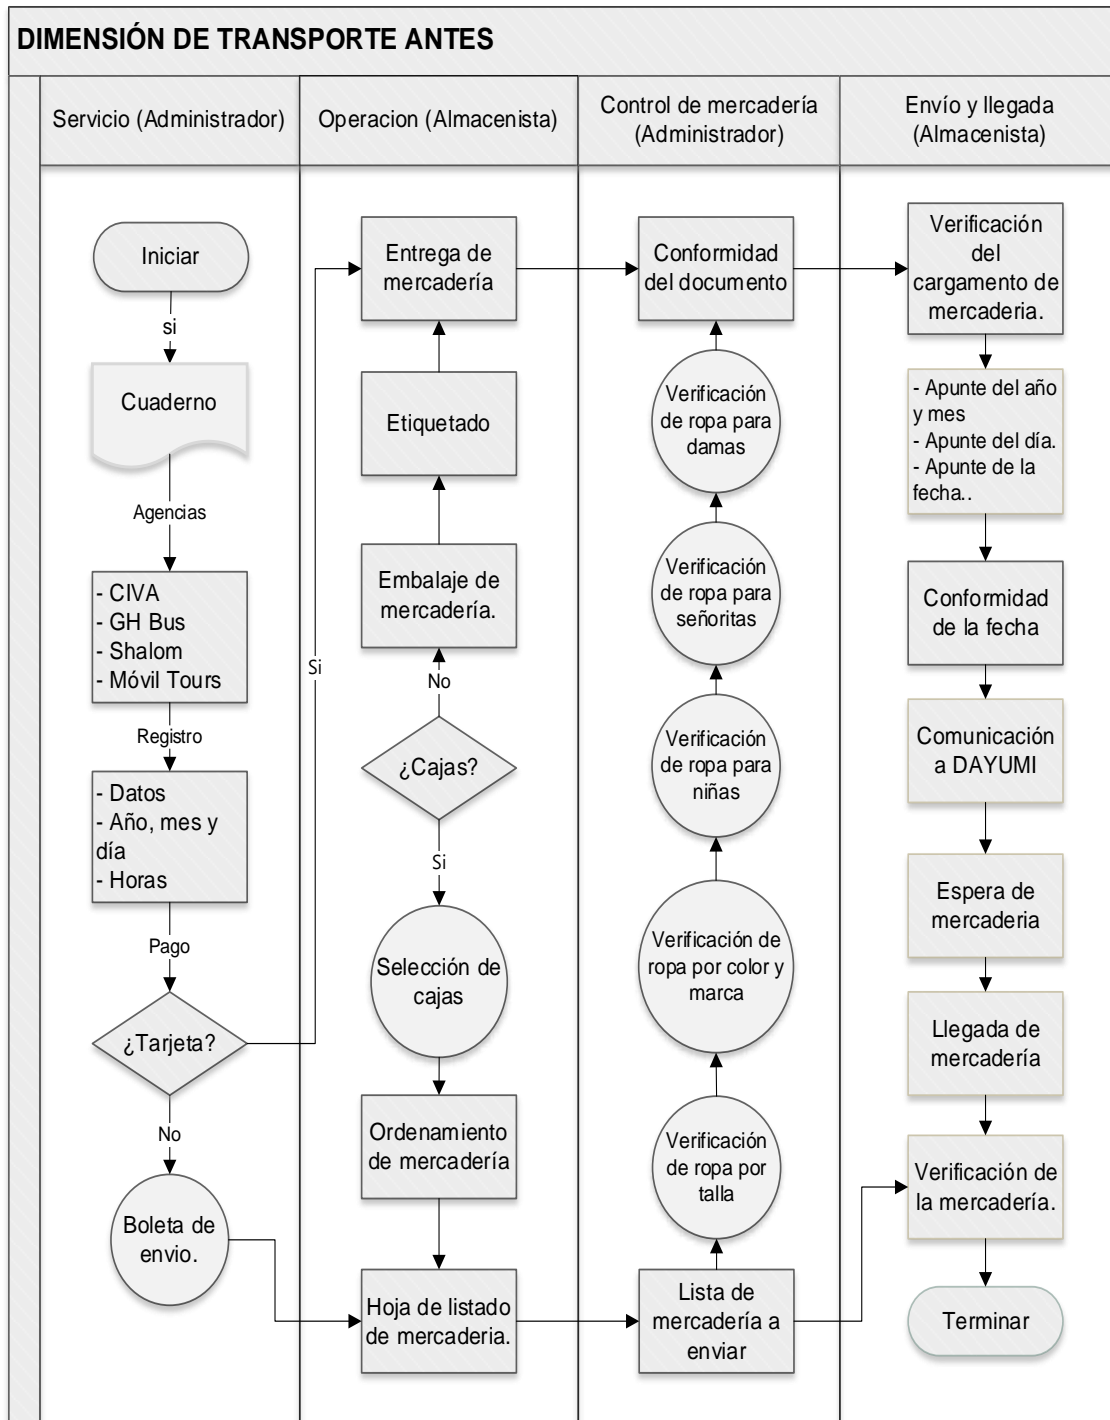 DIMENSIÓN DE TRANSPORTE ANTES
Servicio (Administrador)
Operacion (Almacenista)
Control de mercadería
(Administrador)
Envío y llegada
(Almacenista)
Iniciar
si
Cuaderno
Agencias
- CIVA
- GH Bus
- Shalom
- Móvil Tours
Registro
- Datos
- Año, mes y
día
- Horas
Pago
¿Tarjeta?
Si
No
Boleta de
envio.
Entrega de
mercadería
Etiquetado
Embalaje de
mercadería.
No
¿Cajas?
Si
Selección de
cajas
Ordenamiento
de mercadería
Hoja de listado
de mercaderia.
Conformidad
del documento
Verificación
de ropa para
damas
Verificación
de ropa para
señoritas
Verificación
de ropa para
niñas
Verificación de
ropa por color y
marca
Verificación
de ropa por
talla
Lista de
mercadería a
enviar
Verificación
del
cargamento de
mercaderia.
- Apunte del año
y mes
- Apunte del día.
- Apunte de la
fecha..
Conformidad
de la fecha
Comunicación
a DAYUMI
Espera de
mercaderia
Llegada de
mercadería
Verificación de
la mercadería.
Terminar